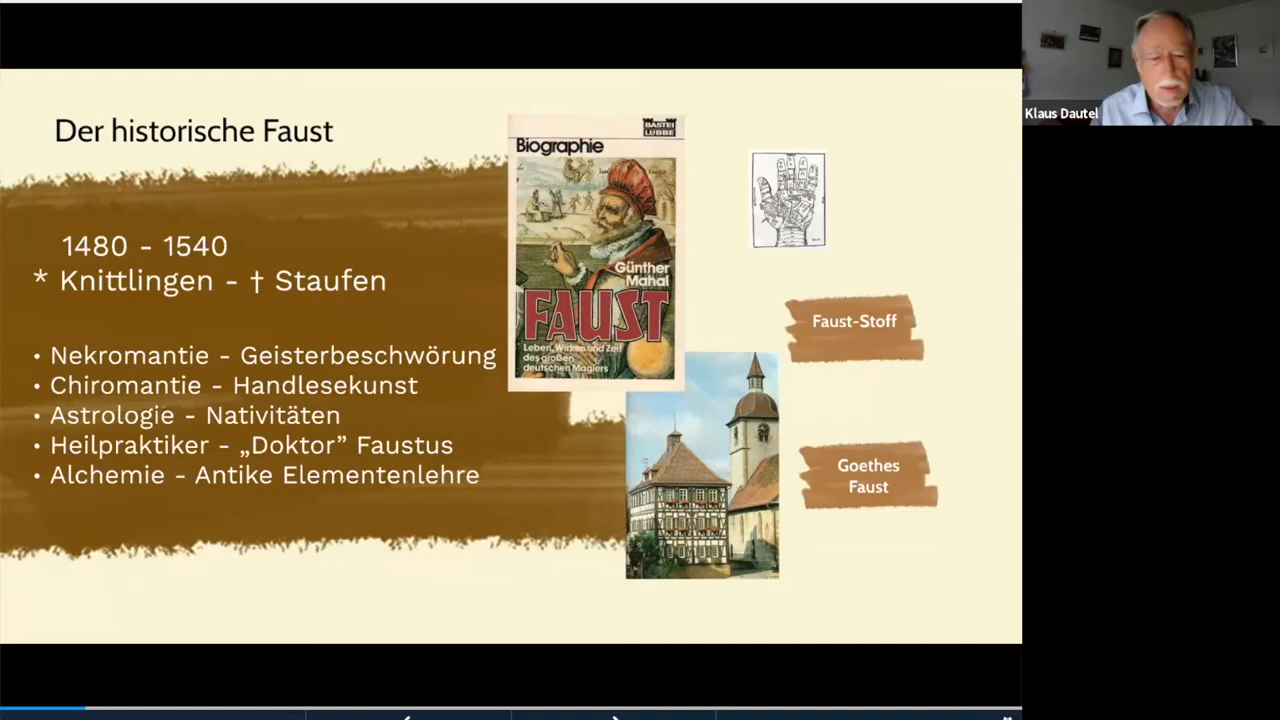 Der historische Faust
1480 - 1540
* Knittlingen - † Staufen
• Nekromantie - Geisterbeschwörung
• Chiromantie - Handlesekunst
• Astrologie - Nativitäten
• Heilpraktiker - „Doktor” Faustus
• Alchemie - Antike Elementenlehre
BASTEI
LÜBBE
Biographie
Günther
Mahal
FAUST
Leben, Wirken und Zeit
des großen
deutschen Magiers
Faust-Stoff
Goethes
Faust
Klaus Dautel